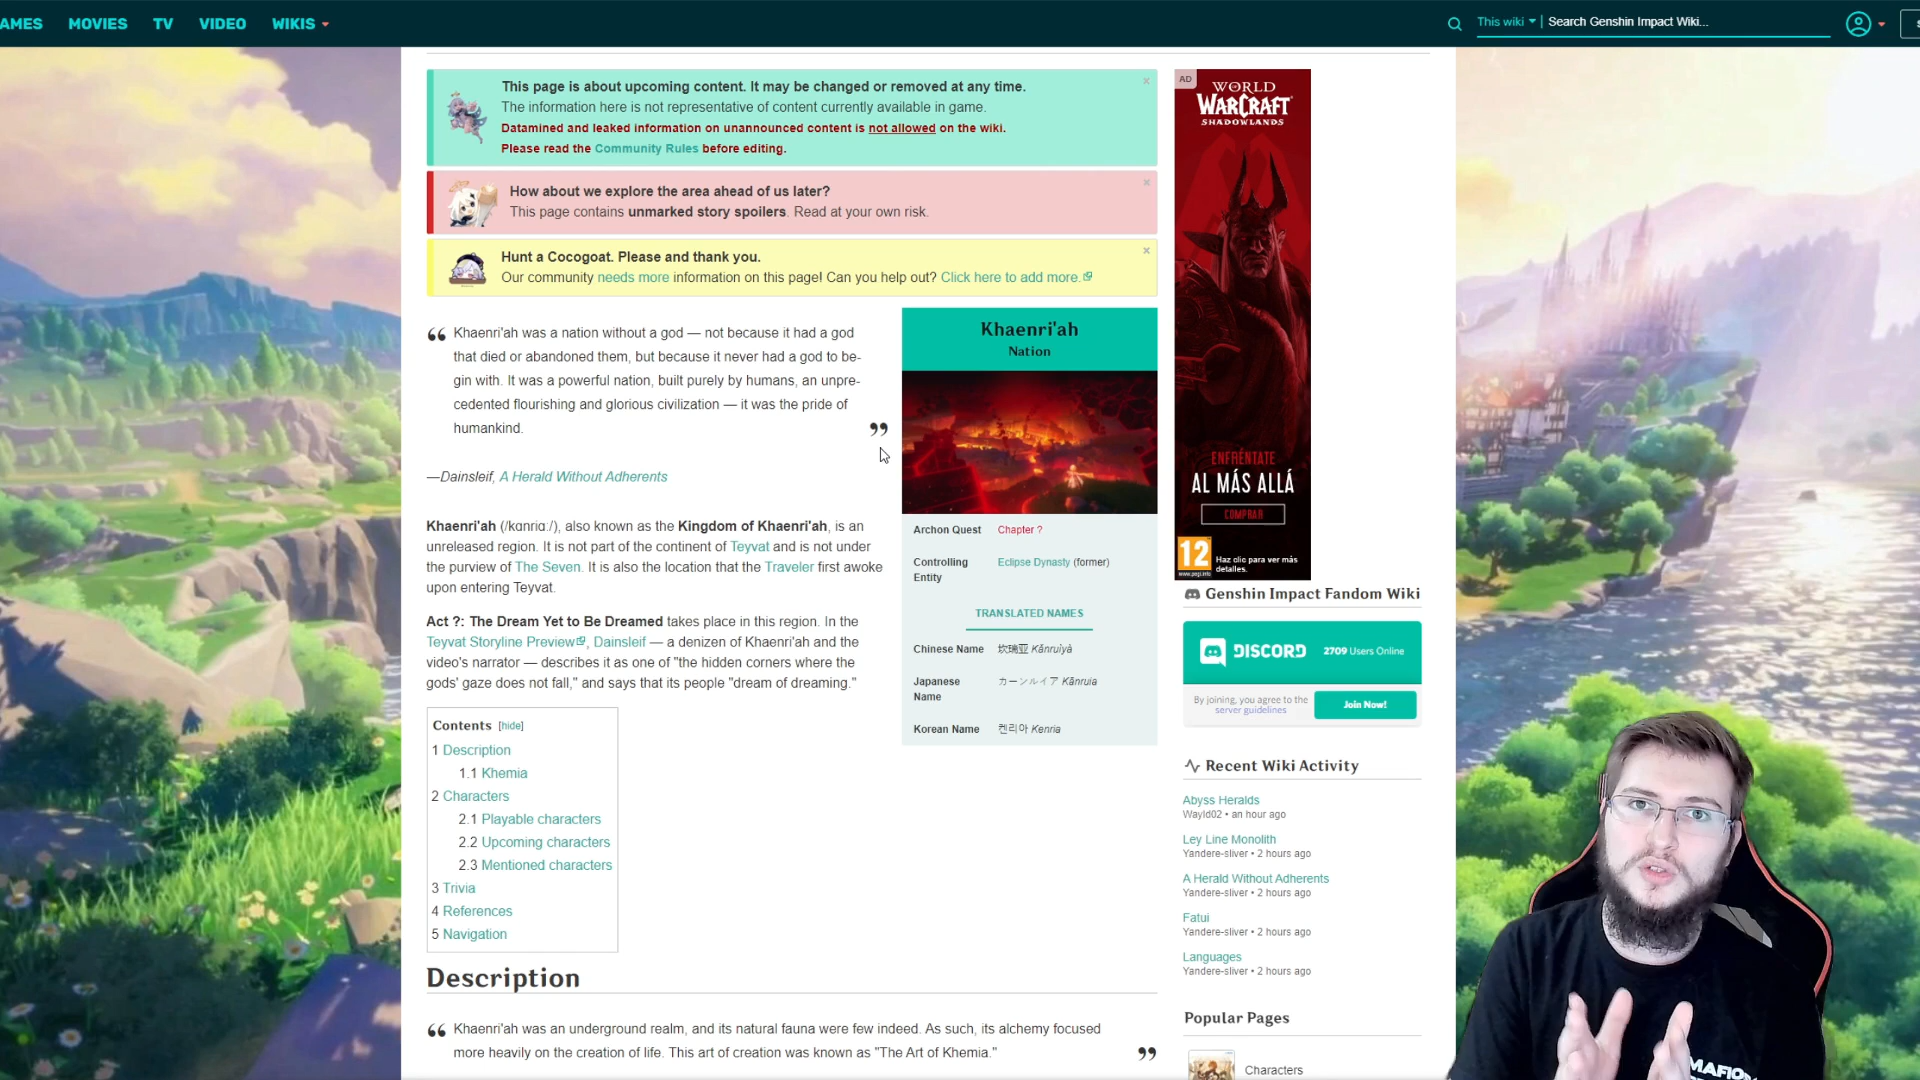 AMES MOVIES TV VIDEO WIKIS
This wiki | Search Genshin Impact Wiki...
This page is about upcoming content. It may be changed or removed at any time.
The information here is not representative of content currently available in game.
Datamined and leaked information on unannounced content is not allowed on the wiki.
Please read the Community Rules before editing.
How about we explore the area ahead of us later?
This page contains unmarked story spoilers. Read at your own risk.
Hunt a Cocogoat. Please and thank you.
Our community needs more information on this page! Can you help out? Click here to add more.
“ Khaenri'ah was a nation without a god — not because it had a god
that died or abandoned them, but because it never had a god to be-
gin with. It was a powerful nation, built purely by humans, an unpre-
cedented flourishing and glorious civilization — it was the pride of
humankind. ”
—Dainsleif, A Herald Without Adherents
Khaenri'ah (/kɑnriɑː/), also known as the Kingdom of Khaenri'ah, is an
unreleased region. It is not part of the continent of Teyvat and is not under
the purview of The Seven. It is also the location that the Traveler first awoke
upon entering Teyvat.
Act ?: The Dream Yet to Be Dreamed takes place in this region. In the
Teyvat Storyline Preview, Dainsleif — a denizen of Khaenri'ah and the
video's narrator — describes it as one of "the hidden corners where the
gods' gaze does not fall," and says that its people "dream of dreaming."
Contents [hide]
1 Description
1.1 Khemia
2 Characters
2.1 Playable characters
2.2 Upcoming characters
2.3 Mentioned characters
3 Trivia
4 References
5 Navigation
Description
“ Khaenri'ah was an underground realm, and its natural fauna were few indeed. As such, its alchemy focused
more heavily on the creation of life. This art of creation was known as "The Art of Khemia." ”
Khaenri'ah
Nation
Archon Quest Chapter ?
Controlling
Entity
Eclipse Dynasty (former)
TRANSLATED NAMES
Chinese Name 坎瑞亚 Kǎnruìyà
Japanese
Name
カーンルイア Kānruia
Korean Name 켄리아 Kenria
AD
WORLD
WARCRAFT
SHADOWLANDS
ENFRÉNTATE
AL MÁS ALLÁ
COMPRAR
12
www.pegi.info
Haz clic para ver más
detalles.
Genshin Impact Fandom Wiki
DISCORD 2709 Users Online
By joining, you agree to the
server guidelines
Join Now!
Recent Wiki Activity
Abyss Heralds
Wayld02 • an hour ago
Ley Line Monolith
Yandere-sliver • 2 hours ago
A Herald Without Adherents
Yandere-sliver • 2 hours ago
Fatui
Yandere-sliver • 2 hours ago
Languages
Yandere-sliver • 2 hours ago
Popular Pages
Characters
MAFIO